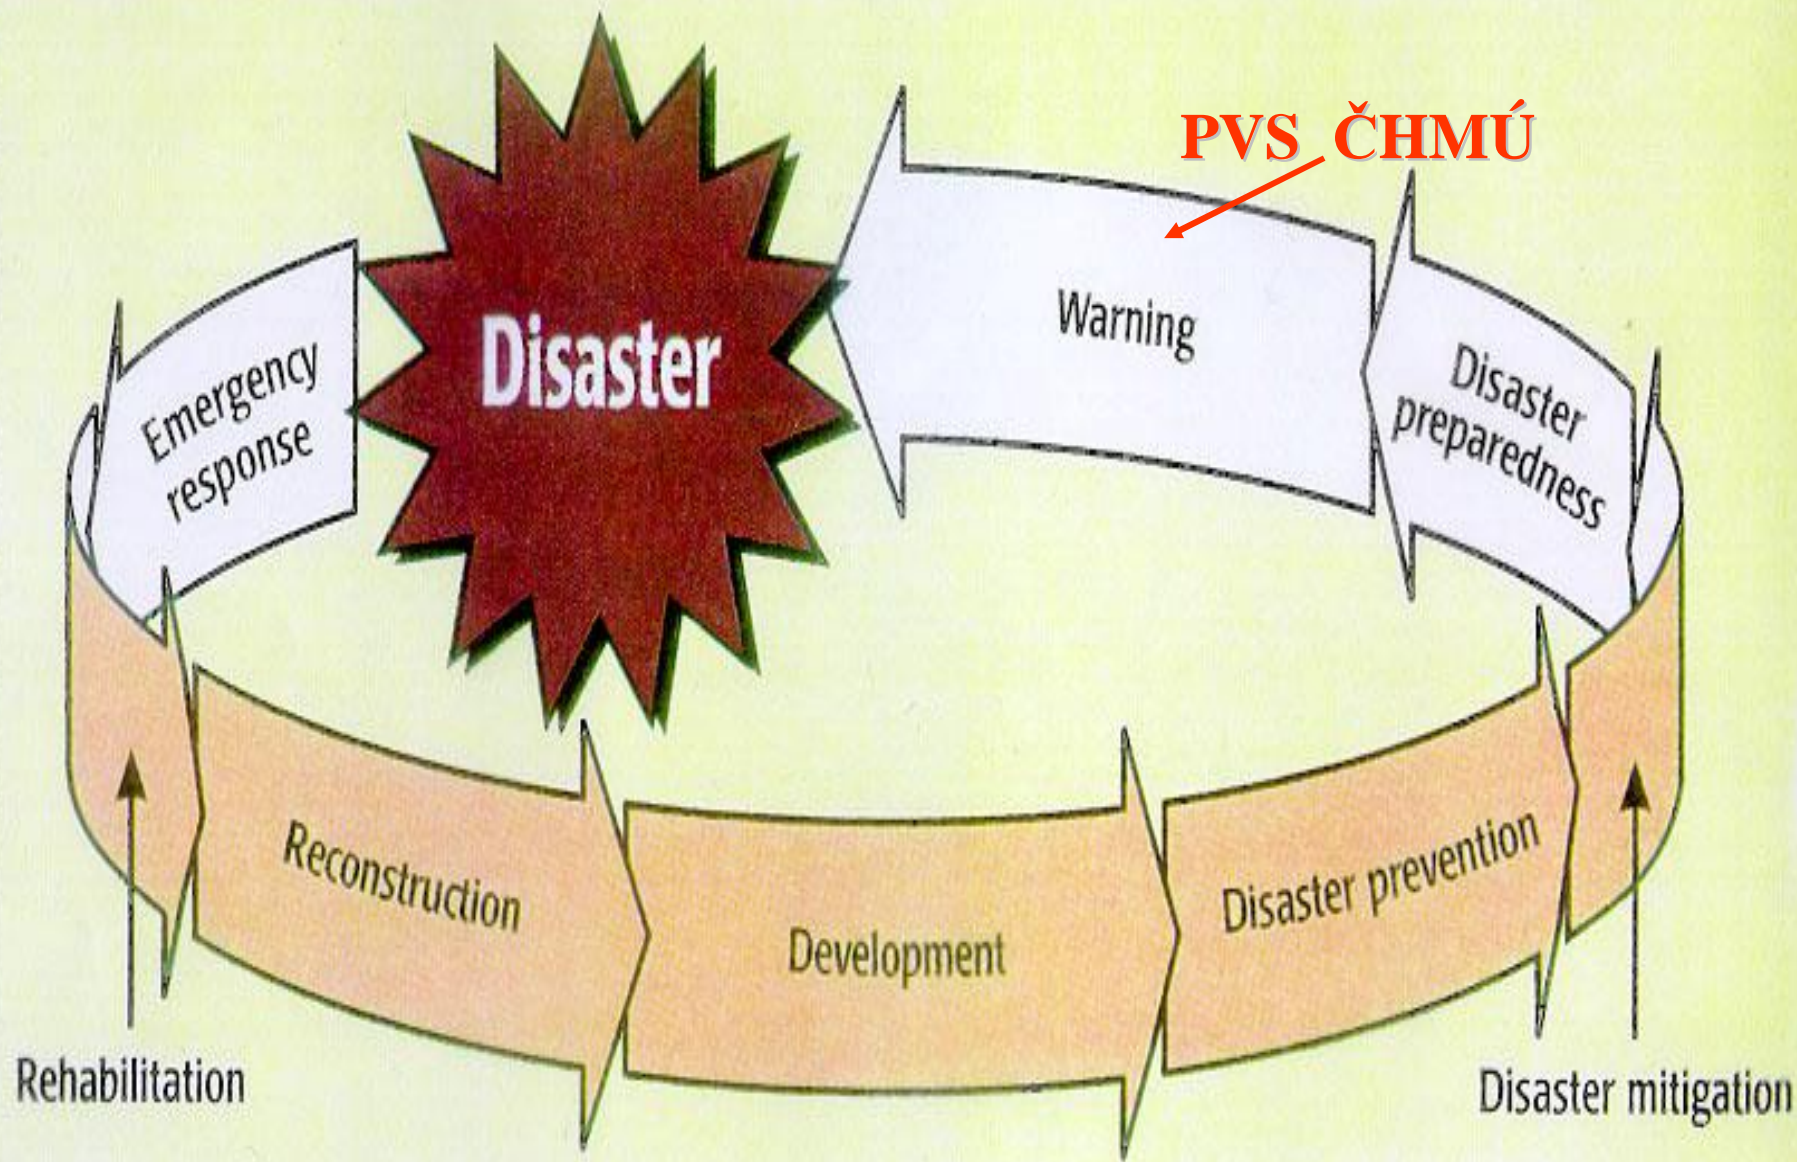 PVS ČHMÚ
Disaster
Warning
Disaster
preparedness
Emergency
response
Reconstruction
Development
Disaster prevention
Rehabilitation
Disaster mitigation